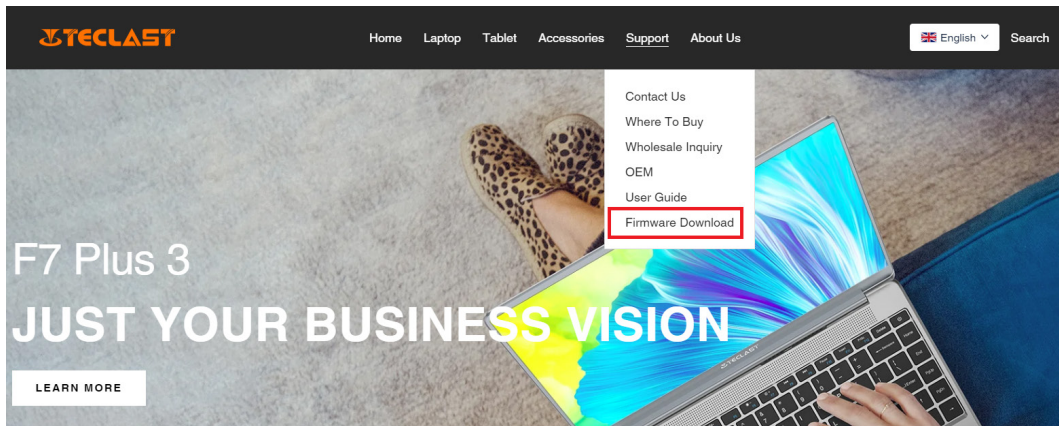 TECLAST
Home Laptop Tablet Accessories Support About Us English Search
Contact Us
Where To Buy
Wholesale Inquiry
OEM
User Guide
Firmware Download
F7 Plus 3
JUST YOUR BUSINESS VISION
LEARN MORE
TECLAST